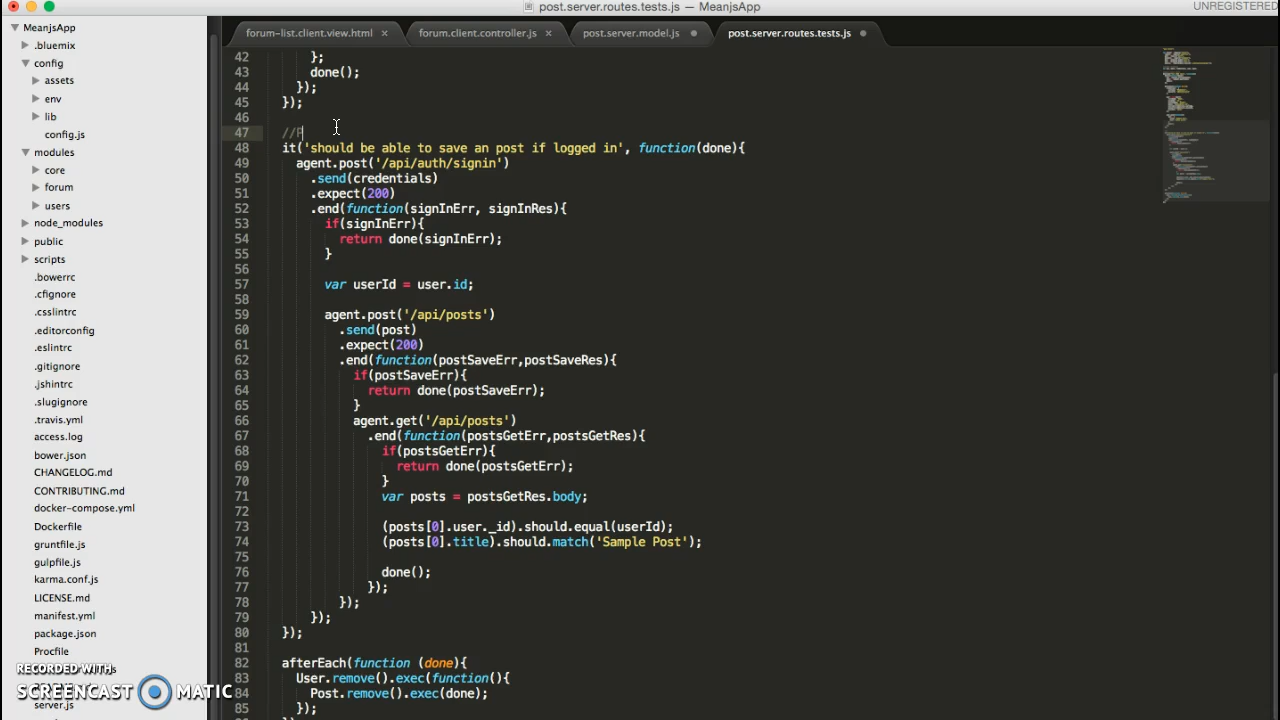 post.server.routes.tests.js — MeanjsApp
UNREGISTERED
MeanjsApp
.bluemix
config
assets
env
lib
config.js
modules
core
forum
users
node_modules
public
scripts
.bowerrc
.cfignore
.csslintrc
.editorconfig
.eslintrc
.gitignore
.jshintrc
.slugignore
.travis.yml
access.log
bower.json
CHANGELOG.md
CONTRIBUTING.md
docker-compose.yml
Dockerfile
gruntfile.js
gulpfile.js
karma.conf.js
LICENSE.md
manifest.yml
package.json
Procfile
server.js
RECORDED WITH
SCREENCAST MATIC
forum-list.client.view.html ×
forum.client.controller.js ×
post.server.model.js
post.server.routes.tests.js
42 };
43 done();
44 });
45 });
46
47 //F
48 it('should be able to save an post if logged in', function(done){
49 agent.post('/api/auth/signin')
50 .send(credentials)
51 .expect(200)
52 .end(function(signInErr, signInRes){
53 if(signInErr){
54 return done(signInErr);
55 }
56
57 var userId = user.id;
58
59 agent.post('/api/posts')
60 .send(post)
61 .expect(200)
62 .end(function(postSaveErr,postSaveRes){
63 if(postSaveErr){
64 return done(postSaveErr);
65 }
66 agent.get('/api/posts')
67 .end(function(postsGetErr,postsGetRes){
68 if(postsGetErr){
69 return done(postsGetErr);
70 }
71 var posts = postsGetRes.body;
72
73 (posts[0].user._id).should.equal(userId);
74 (posts[0].title).should.match('Sample Post');
75
76 done();
77 });
78 });
79 });
80 });
81
82 afterEach(function (done){
83 User.remove().exec(function(){
84 Post.remove().exec(done);
85 });